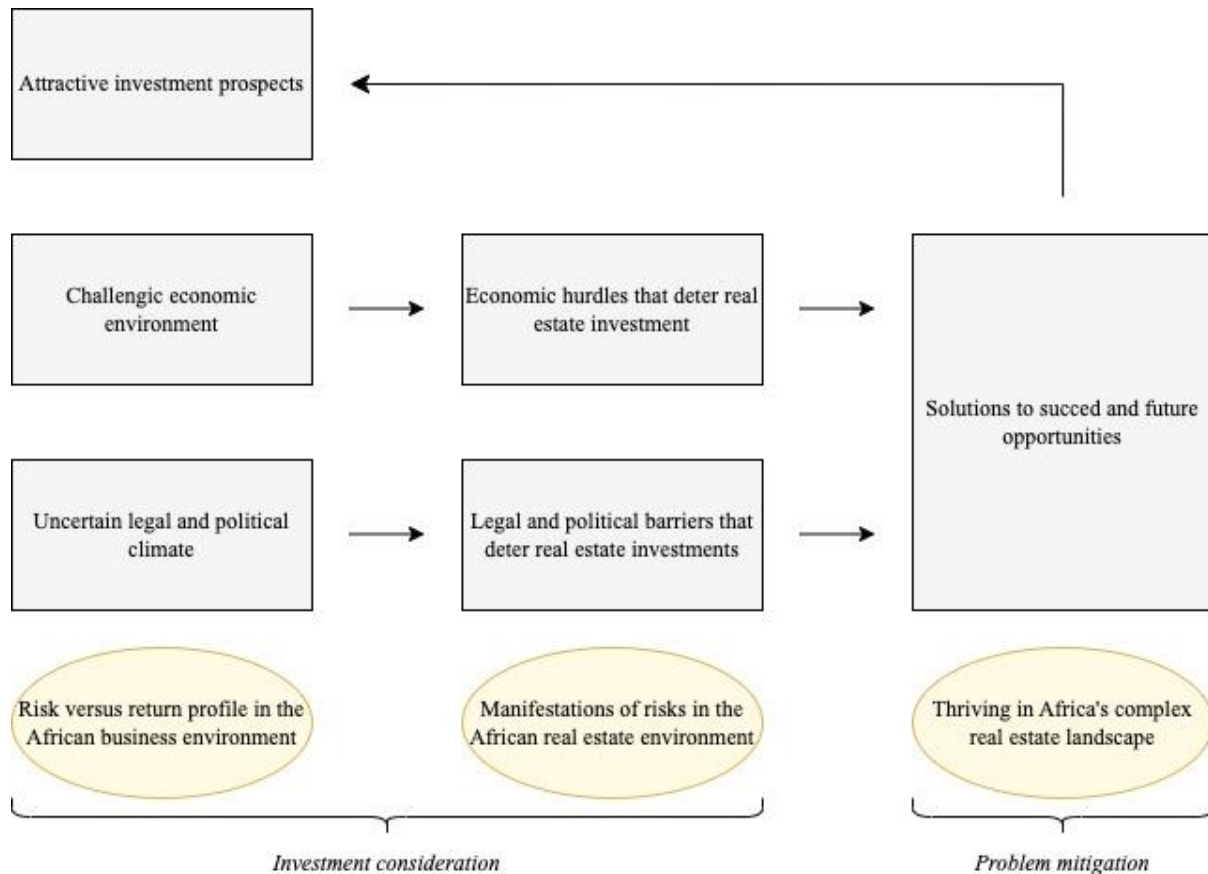 Attractive investment prospects
Challengic economic
environment
Economic hurdles that deter real
estate investment
Solutions to succed and future
opportunities
Uncertain legal and political
climate
Legal and political barriers that
deter real estate investments
Risk versus return profile in the
African business environment
Manifestations of risks in the
African real estate environment
Thriving in Africa's complex
real estate landscape
Investment consideration
Problem mitigation